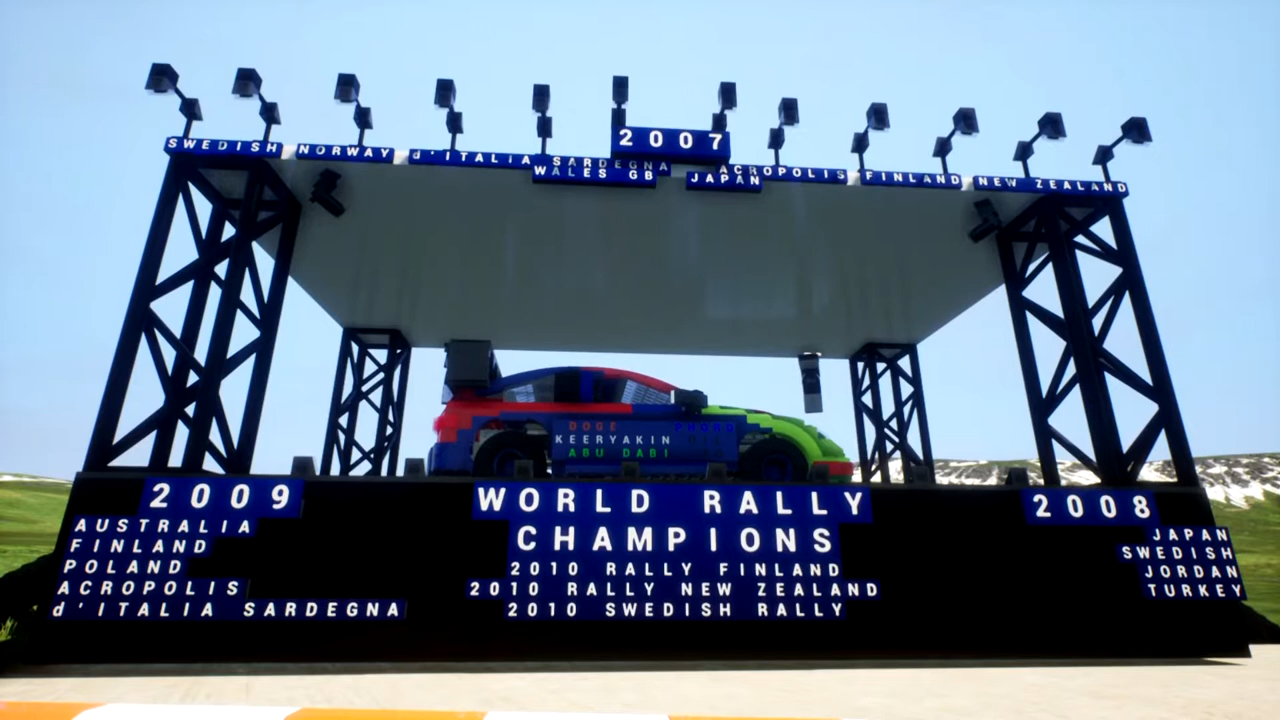 2007
SWEDISH NORWAY d'ITALIA SARDEGNA ACROPOLIS FINLAND NEW ZEALAND
WALES GB JAPAN
DOGE
KEERYAKIN
ABU DABI
2009
AUSTRALIA
FINLAND
POLAND
ACROPOLIS
d'ITALIA SARDEGNA
WORLD RALLY
CHAMPIONS
2010 RALLY FINLAND
2010 RALLY NEW ZEALAND
2010 SWEDISH RALLY
2008
JAPAN
SWEDISH
JORDAN
TURKEY